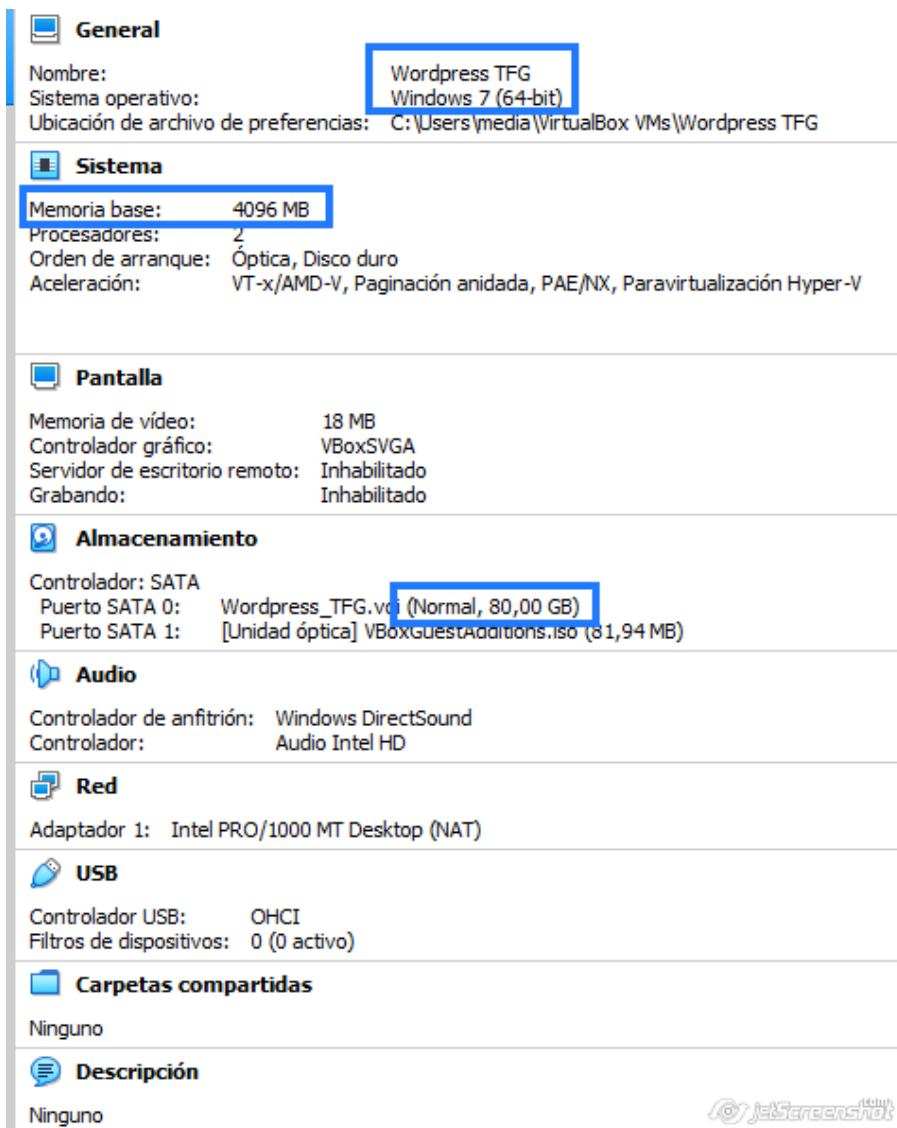 General
Nombre: Wordpress TFG
Sistema operativo: Windows 7 (64-bit)
Ubicación de archivo de preferencias: C:\Users\media\VirtualBox VMs\Wordpress TFG
Sistema
Memoria base: 4096 MB
Procesadores: 2
Orden de arranque: Óptica, Disco duro
Aceleración: VT-x/AMD-V, Paginación anidada, PAE/NX, Paravirtualización Hyper-V
Pantalla
Memoria de vídeo: 18 MB
Controlador gráfico: VBoxSVGA
Servidor de escritorio remoto: Inhabilitado
Grabando: Inhabilitado
Almacenamiento
Controlador: SATA
Puerto SATA 0: Wordpress_TFG.vdi (Normal, 80,00 GB)
Puerto SATA 1: [Unidad óptica] VBoxGuestAdditions.iso (81,94 MB)
Audio
Controlador de anfitrión: Windows DirectSound
Controlador: Audio Intel HD
Red
Adaptador 1: Intel PRO/1000 MT Desktop (NAT)
USB
Controlador USB: OHCI
Filtros de dispositivos: 0 (0 activo)
Carpetas compartidas
Ninguno
Descripción
Ninguno
jetScreenshot.com